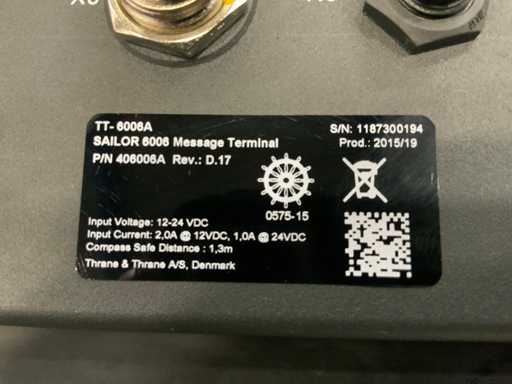 TT- 6006A
SAILOR 6006 Message Terminal
P/N 406006A Rev.: D.17
S/N: 1187300194
Prod.: 2015/19
0575-15
Input Voltage: 12-24 VDC
Input Current: 2,0A @ 12VDC, 1,0A @ 24VDC
Compass Safe Distance : 1,3m
Thrane & Thrane A/S, Denmark